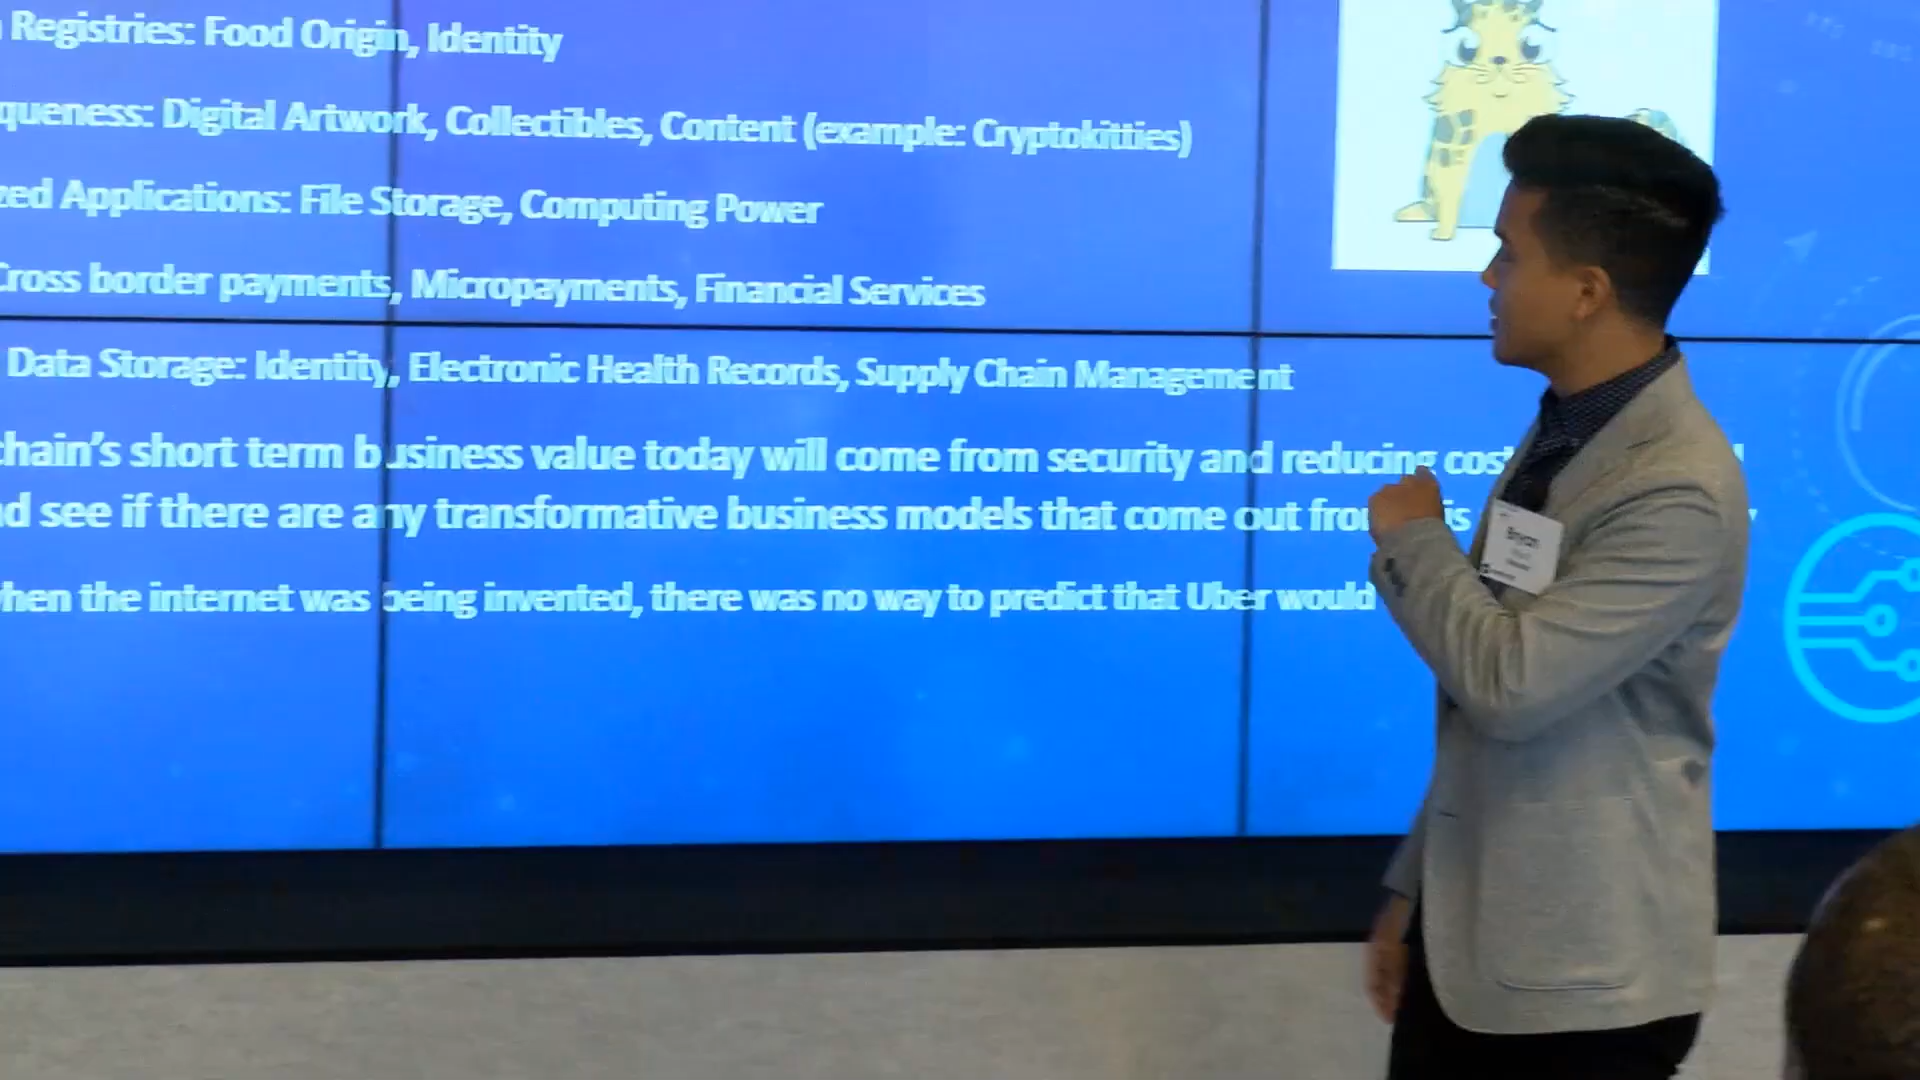 Registries: Food Origin, Identity
queness: Digital Artwork, Collectibles, Content (example: Cryptokitties)
zed Applications: File Storage, Computing Power
Cross border payments, Micropayments, Financial Services
Data Storage: Identity, Electronic Health Records, Supply Chain Management
chain's short term business value today will come from security and reducing cost
nd see if there are any transformative business models that come out from
hen the internet was being invented, there was no way to predict that Uber would
Bryan